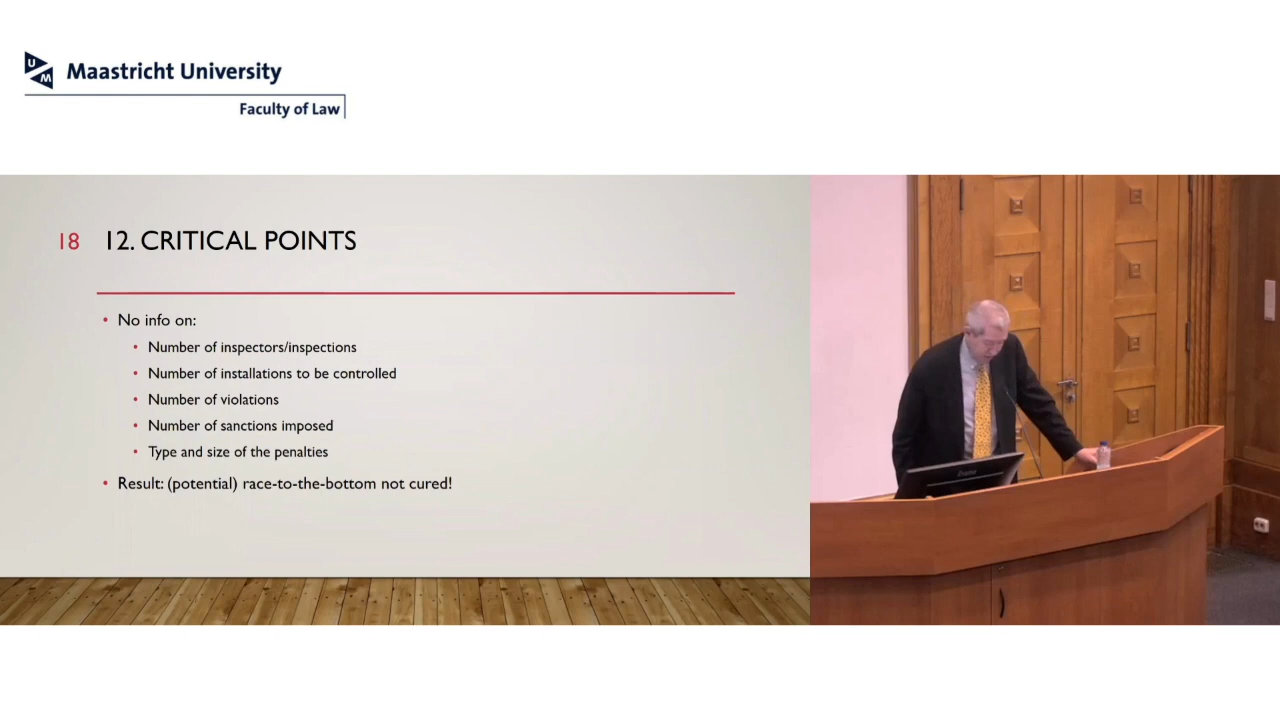 UM
Maastricht University
Faculty of Law
18 12. CRITICAL POINTS
• No info on:
• Number of inspectors/inspections
• Number of installations to be controlled
• Number of violations
• Number of sanctions imposed
• Type and size of the penalties
• Result: (potential) race-to-the-bottom not cured!